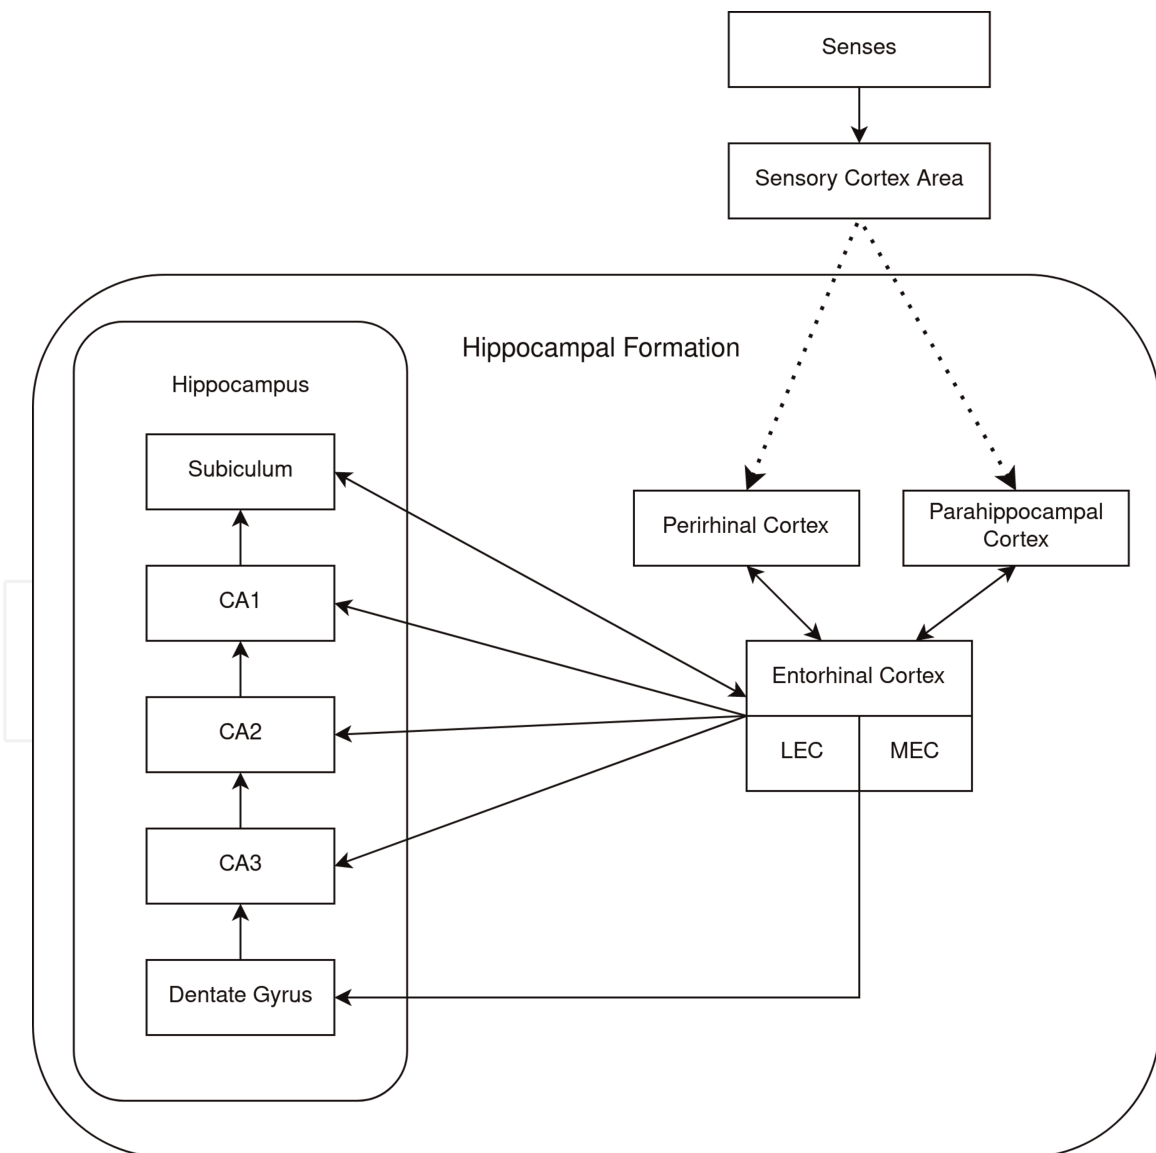 Senses
Sensory Cortex Area
Hippocampal Formation
Hippocampus
Subiculum
Perirhinal Cortex
Parahippocampal
Cortex
CA1
Entorhinal Cortex
CA2
LEC
MEC
CA3
Dentate Gyrus